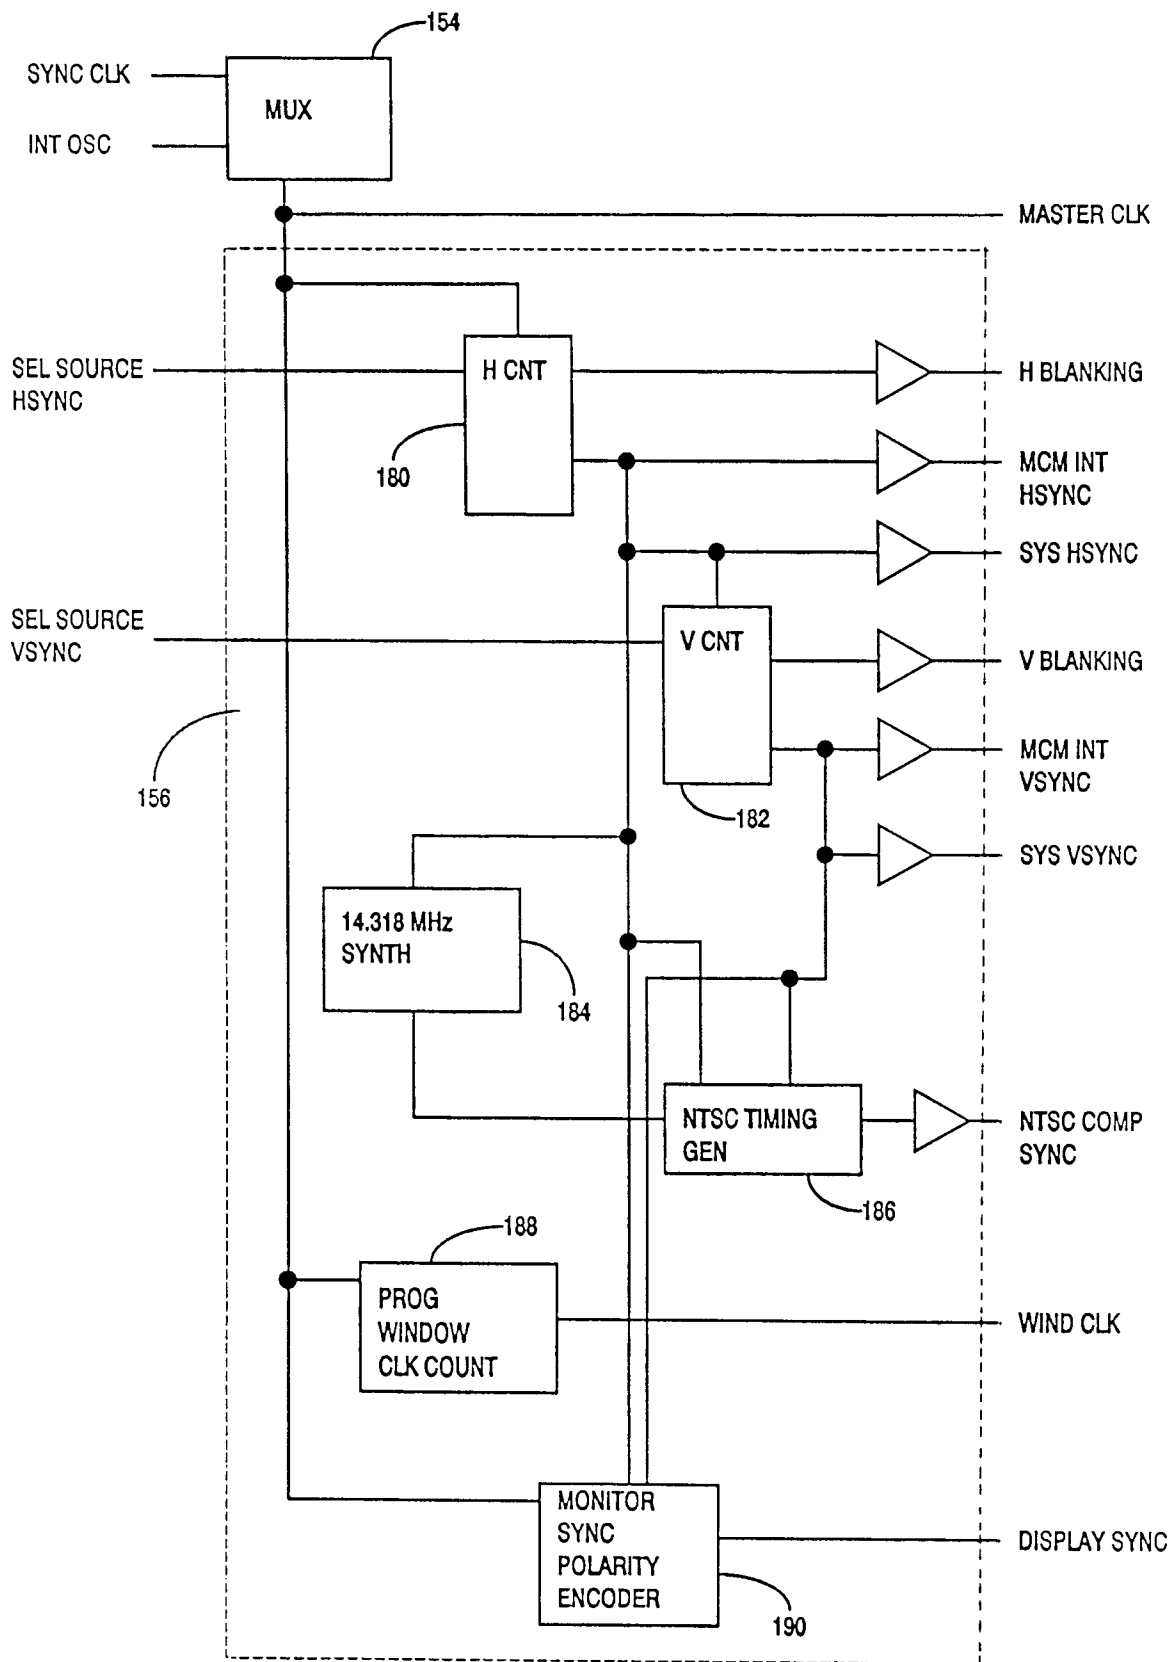 154
SYNC CLK
MUX
INT OSC
MASTER CLK
SEL SOURCE
HSYNC
H CNT
H BLANKING
180
MCM INT
HSYNC
SYS HSYNC
SEL SOURCE
VSYNC
V CNT
V BLANKING
MCM INT
VSYNC
156
182
SYS VSYNC
14.318 MHz
SYNTH
184
NTSC TIMING
GEN
NTSC COMP
SYNC
186
188
PROG
WINDOW
CLK COUNT
WIND CLK
MONITOR
SYNC
POLARITY
ENCODER
DISPLAY SYNC
190